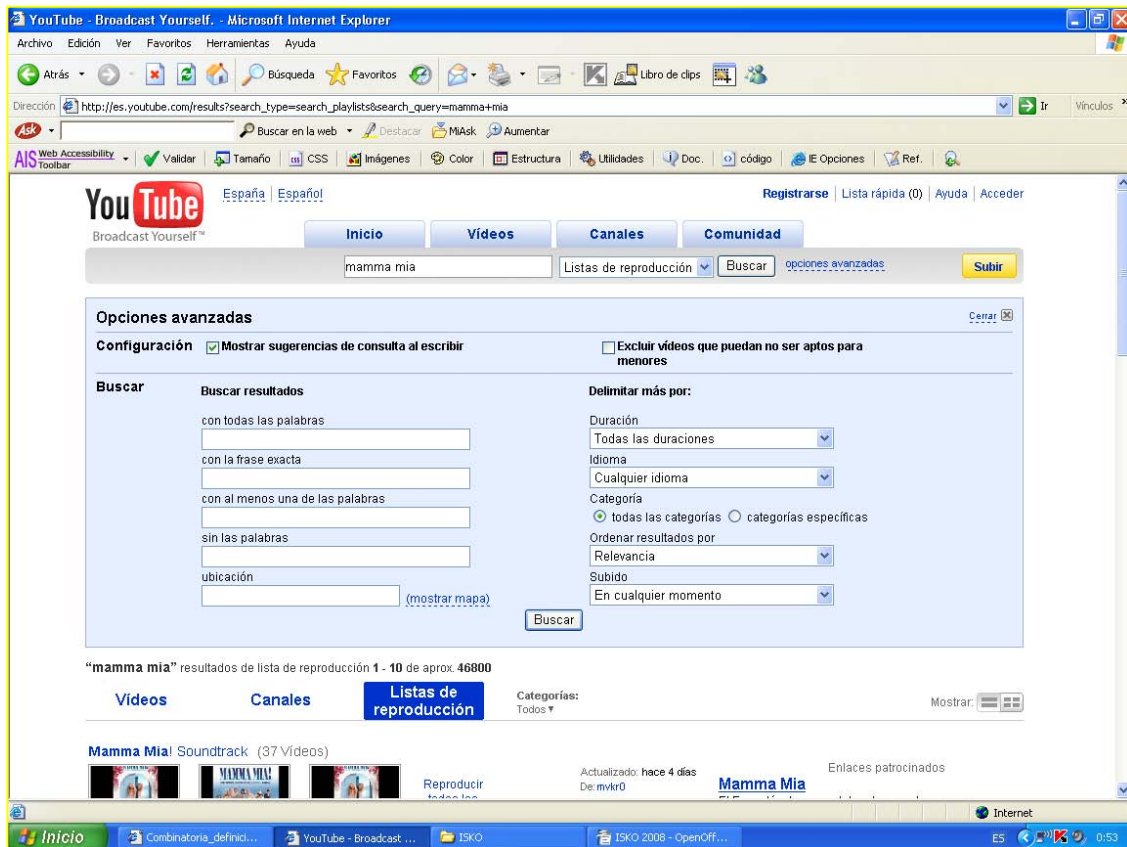 YouTube - Broadcast Yourself. - Microsoft Internet Explorer
Archivo Edición Ver Favoritos Herramientas Ayuda
Atrás Búsqueda Favoritos Libro de clips
Dirección http://es.youtube.com/results?search_type=search_playlists&search_query=mamma+mia Ir Vínculos »
Ask Buscar en la web Destacar MiAsk Aumentar
AIS Web Accessibility Toolbar Validar Tamaño CSS Imágenes Color Estructura Utilidades Doc. código IE Opciones Ref.
YouTube España Español Registrarse Lista rápida (0) Ayuda Acceder
Broadcast Yourself™
Inicio Vídeos Canales Comunidad
mamma mia Listas de reproducción Buscar opciones avanzadas Subir
Opciones avanzadas Cerrar
Configuración Mostrar sugerencias de consulta al escribir Excluir vídeos que puedan no ser aptos para
menores
Buscar Buscar resultados Delimitar más por:
con todas las palabras Duración
Todas las duraciones
con la frase exacta Idioma
Cualquier idioma
con al menos una de las palabras Categoría
todas las categorías categorías específicas
sin las palabras Ordenar resultados por
Relevancia
ubicación Subido
(mostrar mapa) En cualquier momento
Buscar
“mamma mia” resultados de lista de reproducción 1 - 10 de aprox. 46800
Vídeos Canales Listas de reproducción Categorías: Todos Mostrar:
Mamma Mia! Soundtrack (37 Vídeos)
MAMMA MIA! Reproducir Actualizado: hace 4 días Mamma Mia Enlaces patrocinados
De: mvkr0
Internet
Inicio Combinatoria_definici... YouTube - Broadcast ... ISKO ISKO 2008 - OpenOff... ES 0:53